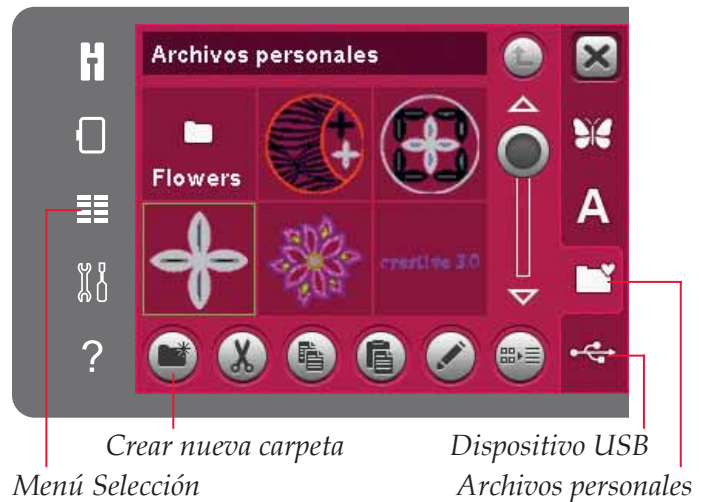 Archivos personales
Flowers
A
creative 3.0
?
Crear nueva carpeta
Dispositivo USB
Menú Selección
Archivos personales